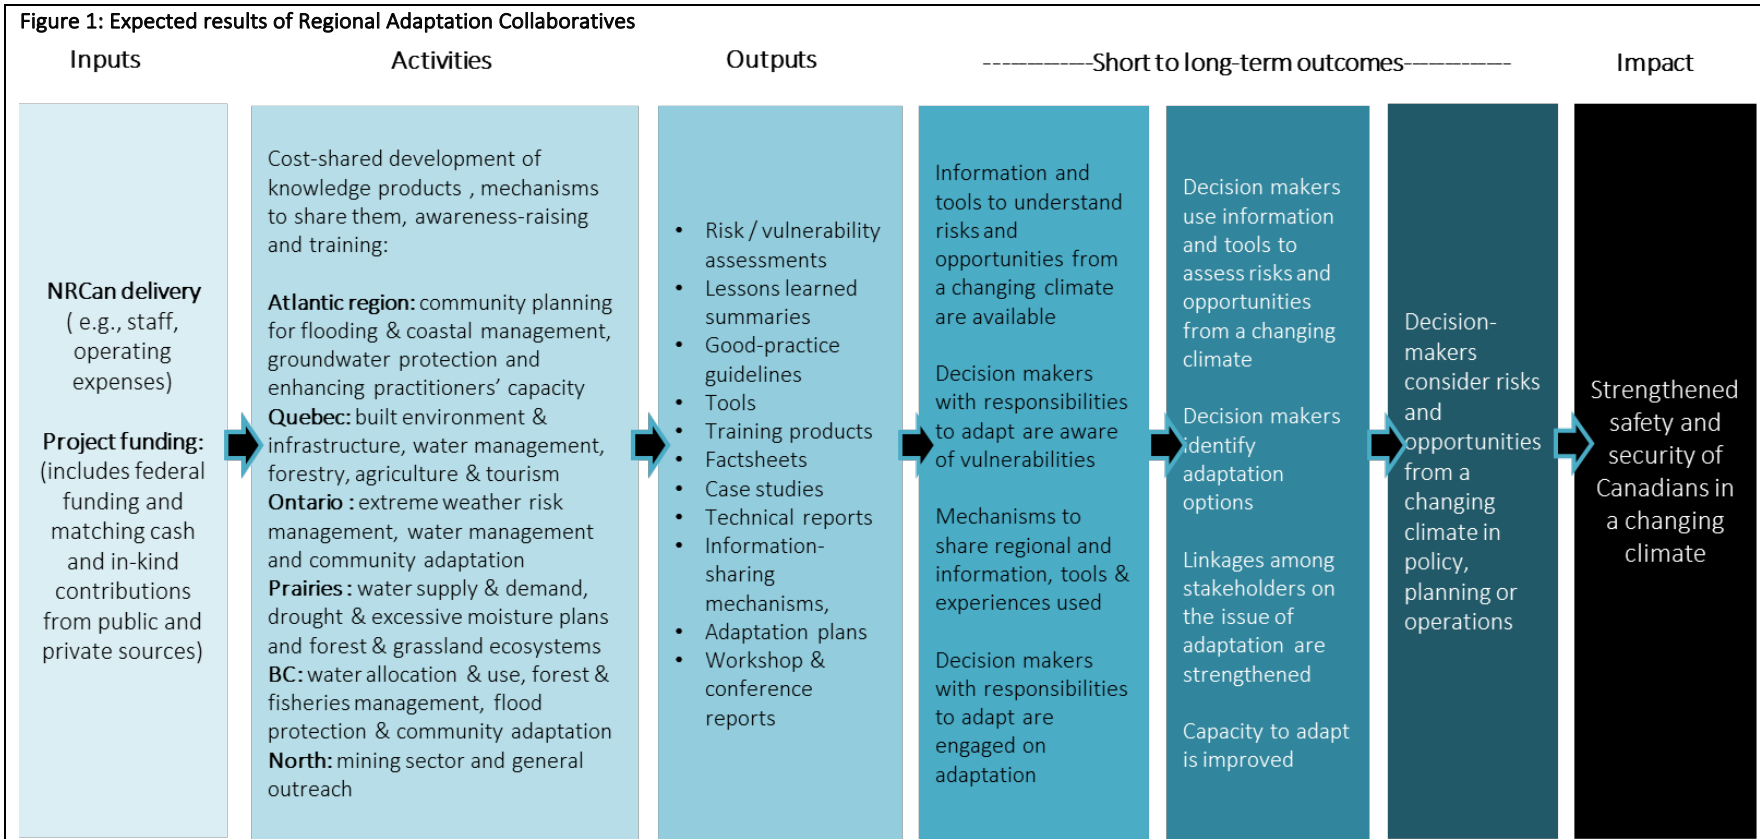 Figure 1: Expected results of Regional Adaptation Collaboratives
Inputs
Activities
Outputs
-------------Short to long-term outcomes-------------
Impact
NRCan delivery
( e.g., staff,
operating
expenses)
Project funding:
(includes federal
funding and
matching cash
and in-kind
contributions
from public and
private sources)
Cost-shared development of
knowledge products , mechanisms
to share them, awareness-raising
and training:
Atlantic region: community planning
for flooding & coastal management,
groundwater protection and
enhancing practitioners’ capacity
Quebec: built environment &
infrastructure, water management,
forestry, agriculture & tourism
Ontario : extreme weather risk
management, water management
and community adaptation
Prairies : water supply & demand,
drought & excessive moisture plans
and forest & grassland ecosystems
BC: water allocation & use, forest &
fisheries management, flood
protection & community adaptation
North: mining sector and general
outreach
• Risk / vulnerability
assessments
• Lessons learned
summaries
• Good-practice
guidelines
• Tools
• Training products
• Factsheets
• Case studies
• Technical reports
• Information-
sharing
mechanisms,
• Adaptation plans
• Workshop &
conference
reports
Information and
tools to understand
risks and
opportunities from
a changing climate
are available
Decision makers
with responsibilities
to adapt are aware
of vulnerabilities
Mechanisms to
share regional and
information, tools &
experiences used
Decision makers
with responsibilities
to adapt are
engaged on
adaptation
Decision makers
use information
and tools to
assess risks and
opportunities
from a changing
climate
Decision makers
identify
adaptation
options
Linkages among
stakeholders on
the issue of
adaptation are
strengthened
Capacity to adapt
is improved
Decision-
makers
consider risks
and
opportunities
from a
changing
climate in
policy,
planning or
operations
Strengthened
safety and
security of
Canadians in
a changing
climate